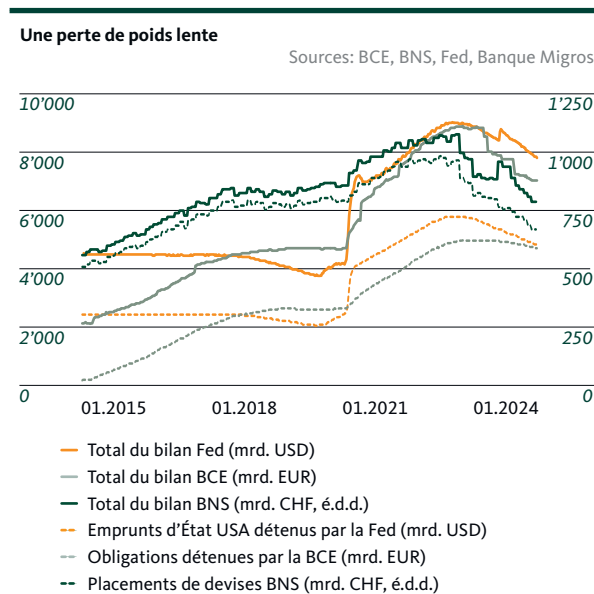 Une perte de poids lente
Sources: BCE, BNS, Fed, Banque Migros
10’000 1’250
8’000 1’000
6’000 750
4’000 500
2’000 250
0 0
01.2015 01.2018 01.2021 01.2024
Total du bilan Fed (mrd. USD)
Total du bilan BCE (mrd. EUR)
Total du bilan BNS (mrd. CHF, é.d.d.)
Emprunts d’État USA détenus par la Fed (mrd. USD)
Obligations détenues par la BCE (mrd. EUR)
Placements de devises BNS (mrd. CHF, é.d.d.)